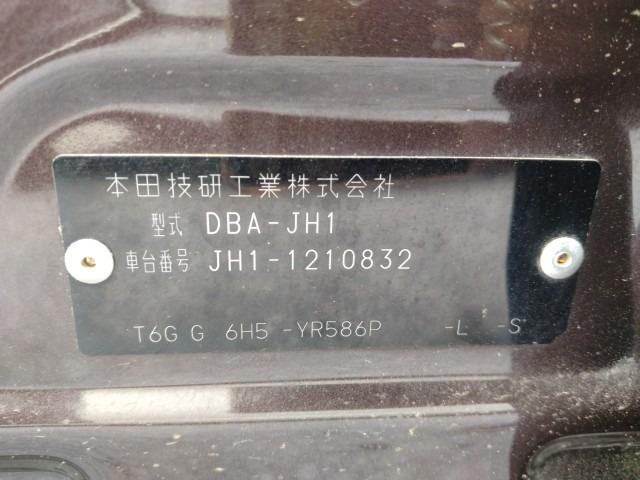 本田技研工業株式会社
型式 DBA-JH1
車台番号 JH1-1210832
T6G G 6H5 -YR586P -L -S